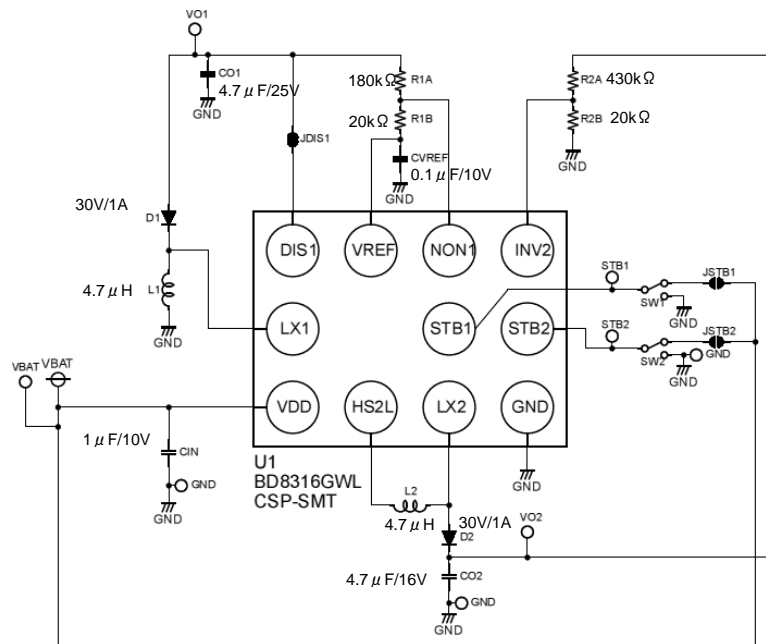 VO1
CO1
4.7μF/25V
GND
180kΩ R1A
20kΩ R1B
JDIS1
CVREF
0.1μF/10V
GND
R2A 430kΩ
R2B 20kΩ
GND
30V/1A
D1
4.7μH L1
GND
DIS1 VREF NON1 INV2
LX1 STB1 STB2
VDD HS2L LX2 GND
STB1
SW1
JSTB1
GND
STB2
SW2
JSTB2
GND
GND
VBAT VBAT
1μF/10V CIN
GND
GND
U1
BD8316GWL
CSP-SMT
GND
L2
4.7μH
30V/1A
D2
VO2
4.7μF/16V CO2
GND
GND